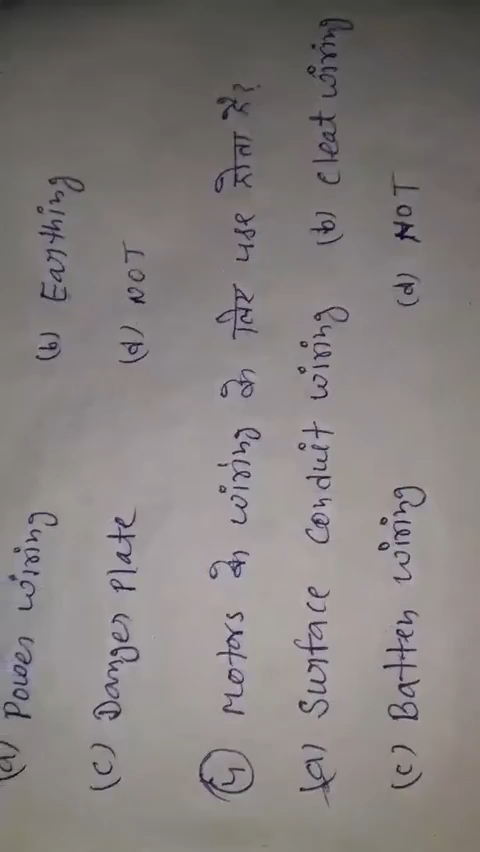 (a) Power wiring (b) Earthing
(c) Danger Plate (d) NOT
(4) Motors के wiring के लिए use होता है?
(a) Surface Conduit wiring (b) Cleat wiring
(c) Batten wiring (d) NOT